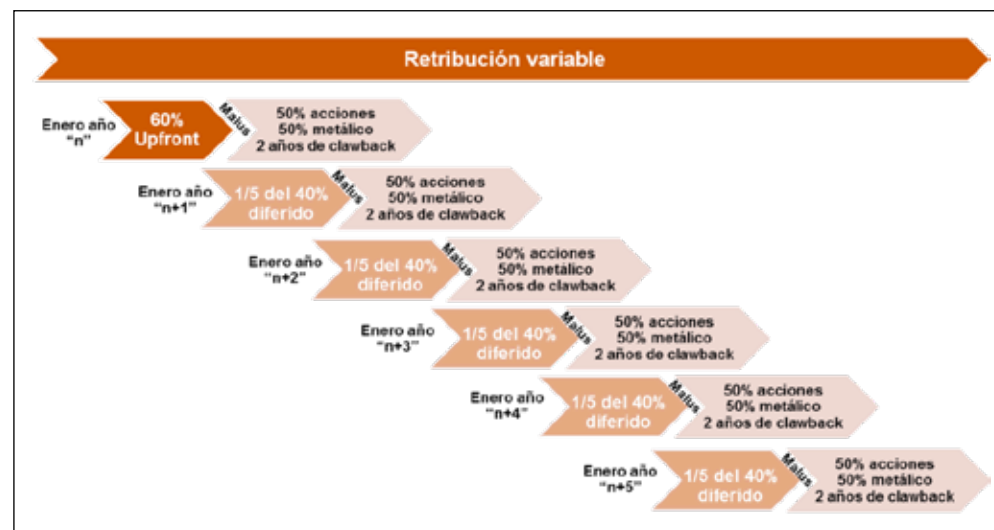 Retribución variable
Enero año
"n"
60%
Upfront
Malus
50% acciones
50% metálico
2 años de clawback
Enero año
"n+1"
1/5 del 40%
diferido
Malus
50% acciones
50% metálico
2 años de clawback
Enero año
"n+2"
1/5 del 40%
diferido
Malus
50% acciones
50% metálico
2 años de clawback
Enero año
"n+3"
1/5 del 40%
diferido
Malus
50% acciones
50% metálico
2 años de clawback
Enero año
"n+4"
1/5 del 40%
diferido
Malus
50% acciones
50% metálico
2 años de clawback
Enero año
"n+5"
1/5 del 40%
diferido
Malus
50% acciones
50% metálico
2 años de clawback